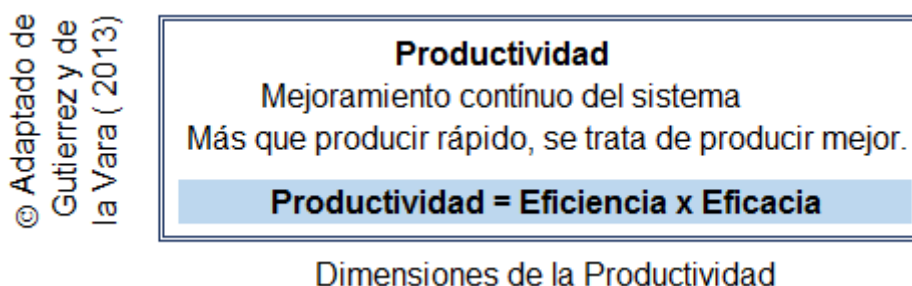 © Adaptado de
Gutierrez y de
la Vara ( 2013)
Productividad
Mejoramiento contínuo del sistema
Más que producir rápido, se trata de producir mejor.
Productividad = Eficiencia x Eficacia
Dimensiones de la Productividad